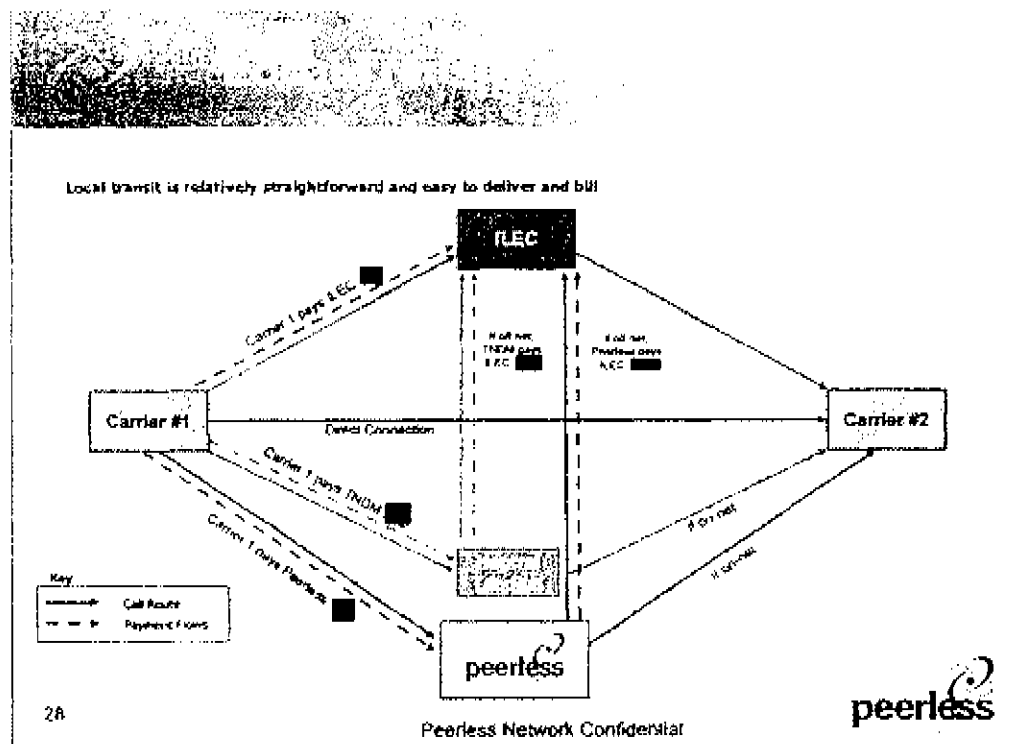 Local transit is relatively straightforward and easy to deliver and bill
ILEC
Carrier 1 pays ILEC
If off net,
TNDM pays
ILEC
If off net,
Peerless pays
ILEC
Carrier #1
Direct Connection
Carrier #2
Carrier 1 pays TNDM
Carrier 1 pays Peerless
If on-net
If on-net
Key
Call Route
Payment Flows
peerless
28
Peerless Network Confidential
peerless